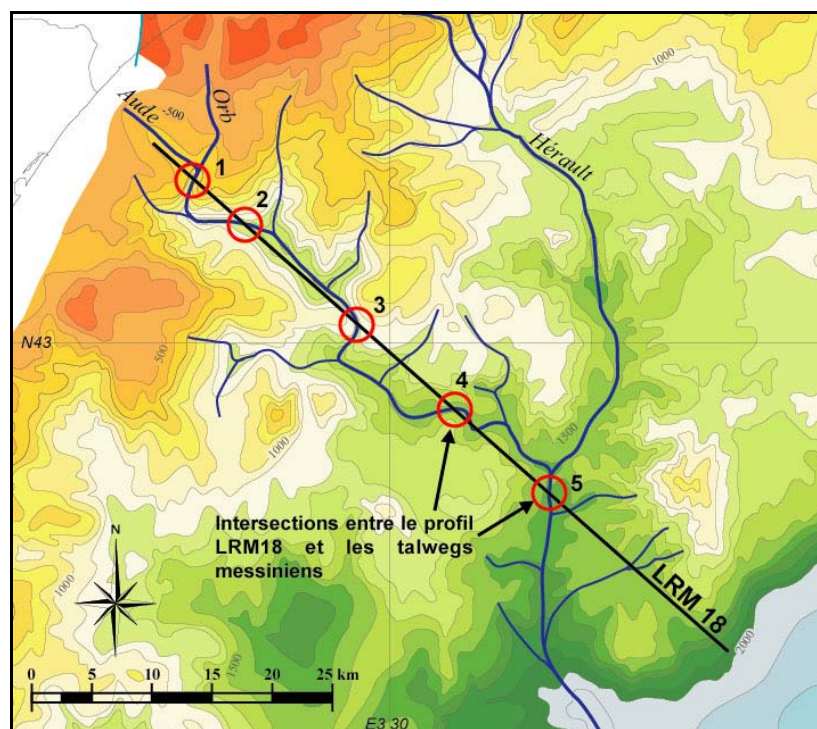 1000
Aude
-500
Orb
Hérault
1
2
3
N43
500
4
1000
1500
5
Intersections entre le profil
LRM18 et les talwegs
messiniens
LRM 18
N
1000
1500
2000
0 5 10 15 20 25 km
E3 30